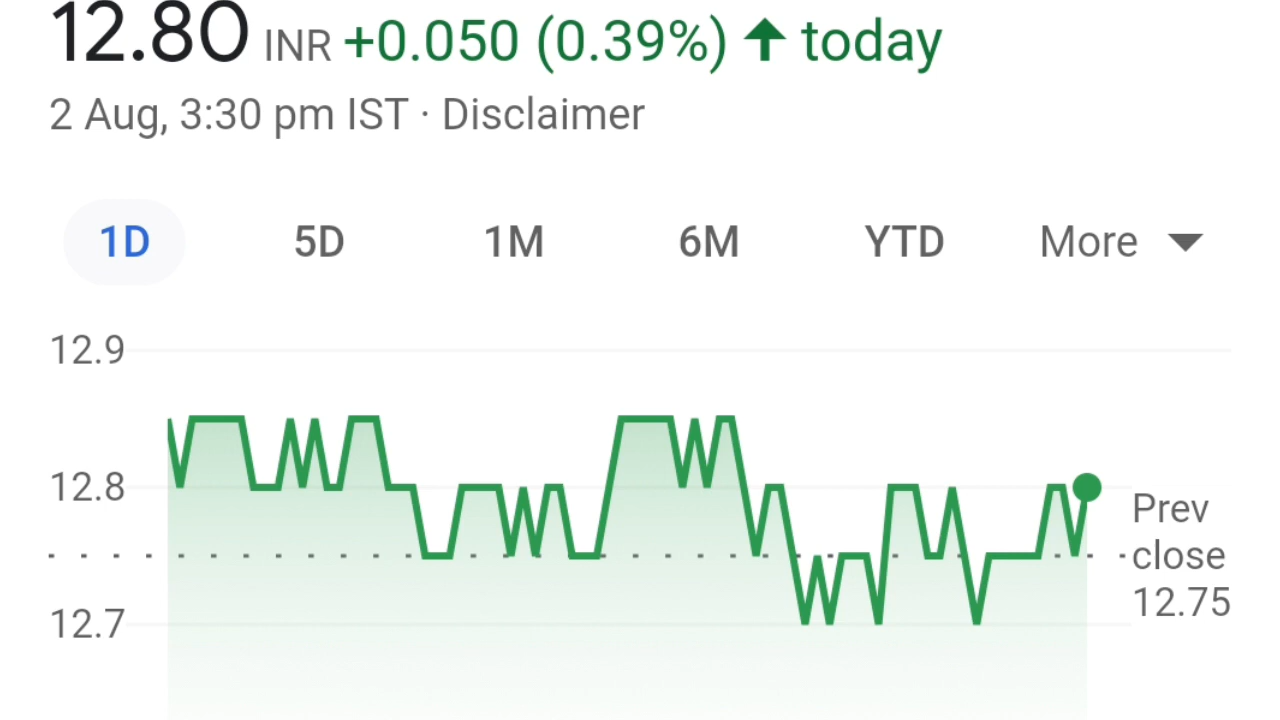 12.80 INR +0.050 (0.39%) ↑ today
2 Aug, 3:30 pm IST · Disclaimer
1D 5D 1M 6M YTD More
12.9
12.8
12.7
Prev
close
12.75